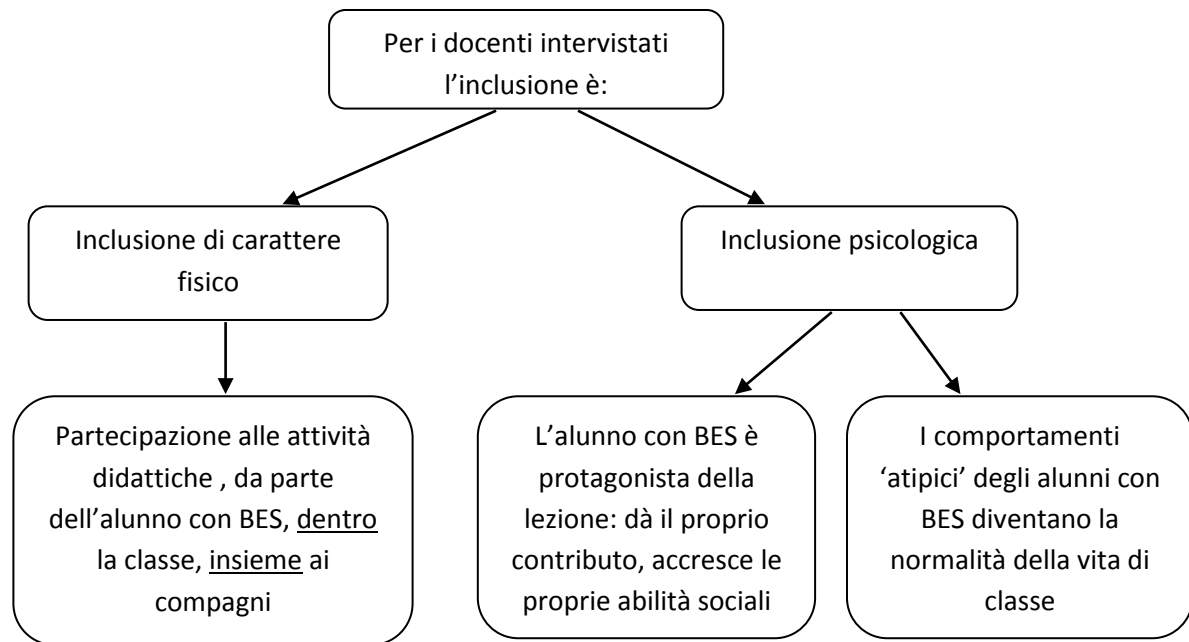 Per i docenti intervistati
l’inclusione è:
Inclusione di carattere
fisico
Inclusione psicologica
Partecipazione alle attività
didattiche , da parte
dell’alunno con BES, dentro
la classe, insieme ai
compagni
L’alunno con BES è
protagonista della
lezione: dà il proprio
contributo, accresce le
proprie abilità sociali
I comportamenti
‘atipici’ degli alunni con
BES diventano la
normalità della vita di
classe